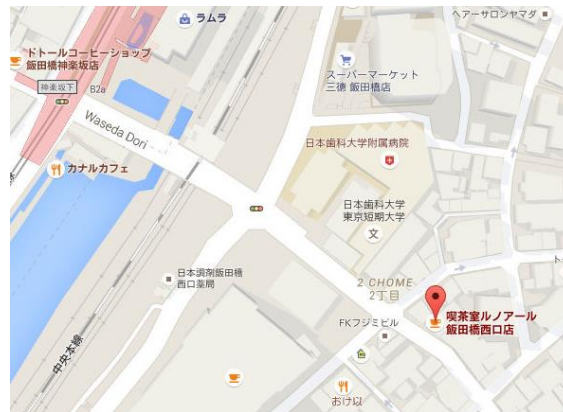 ラムラ
ヘアーサロンヤマダ
ドトールコーヒーショップ
飯田橋神楽坂店
神楽坂下
B2a
スーパーマーケット
三徳 飯田橋店
Waseda Dori
日本歯科大学附属病院
カナルカフェ
日本歯科大学
東京短期大学
文
日本調剤飯田橋
西口薬局
2 CHOME
2丁目
ト
喫茶室ルノアール
飯田橋西口店
FKフジミビル
中央本線
おけ以